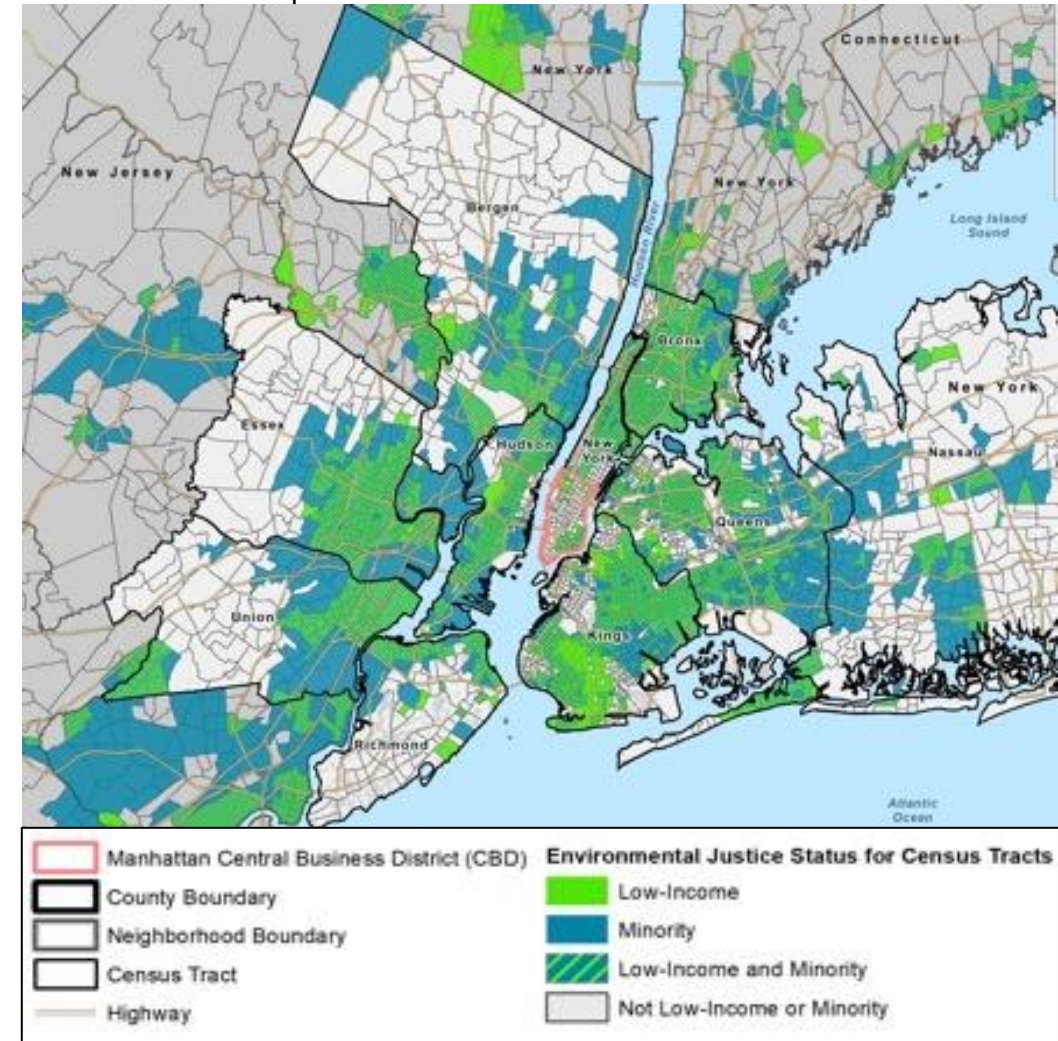 Connecticut
New York
New Jersey
New York
Bergen
Long Island
Sound
Hudson River
Bronx
New York
Essex
Hudson
New
York
Nassau
Queens
Union
Kings
Richmond
Atlantic
Ocean
Manhattan Central Business District (CBD)
County Boundary
Neighborhood Boundary
Census Tract
Highway
Environmental Justice Status for Census Tracts
Low-Income
Minority
Low-Income and Minority
Not Low-Income or Minority